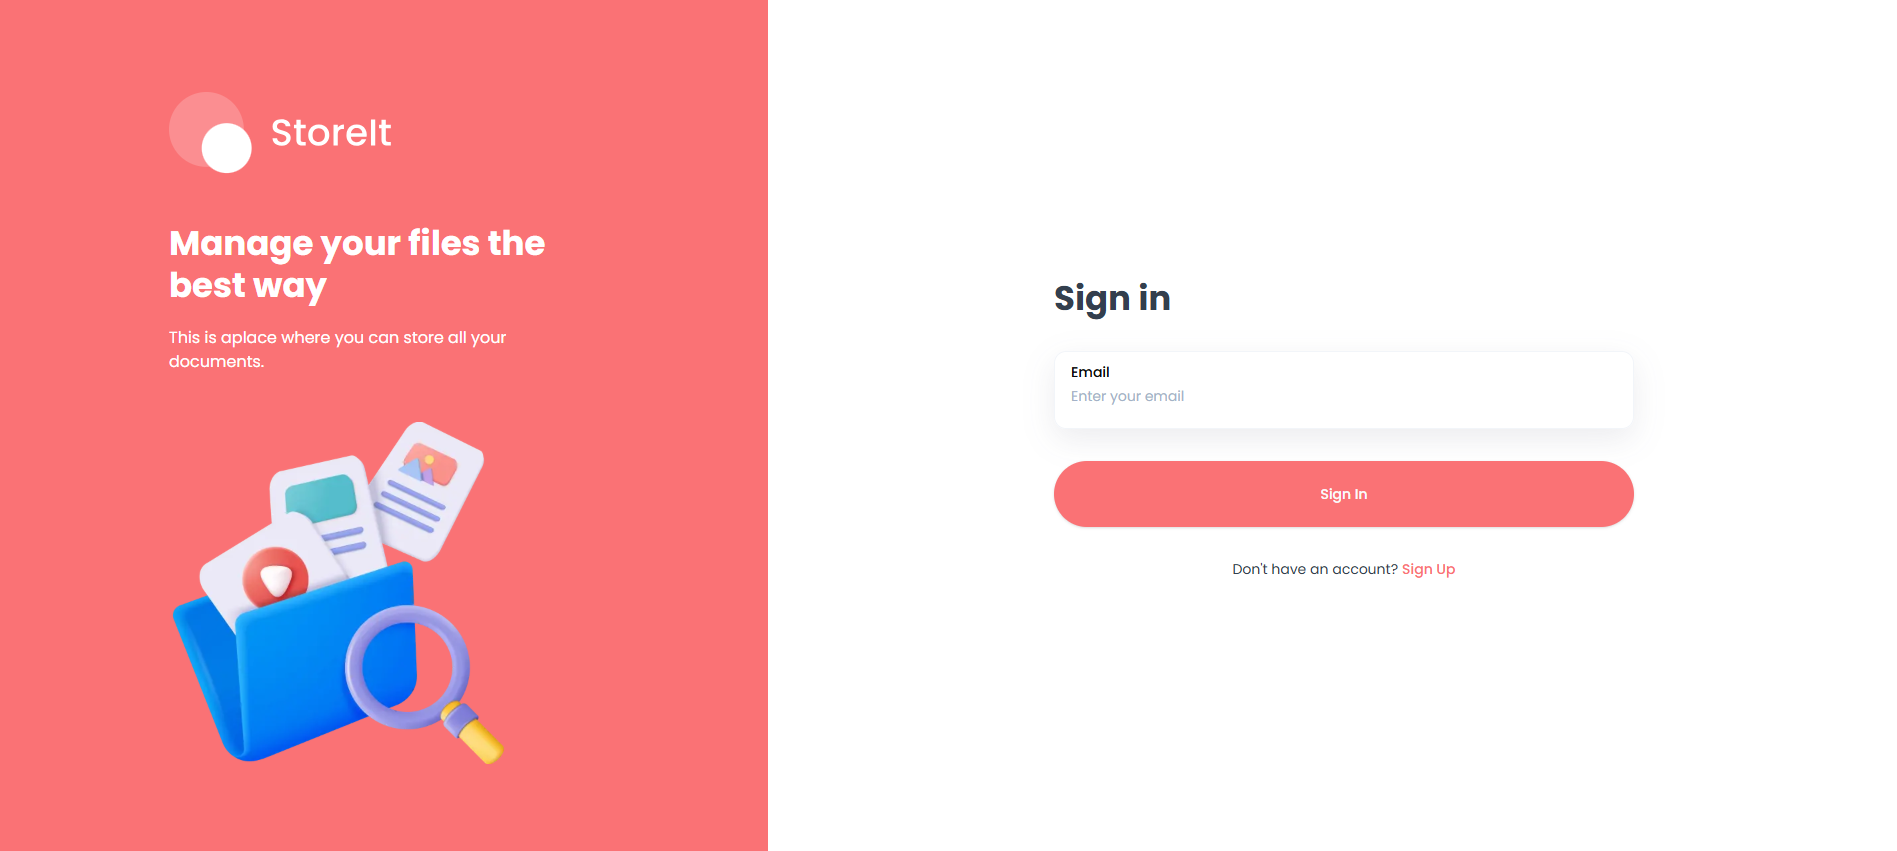 StoreIt
Manage your files the
best way
This is aplace where you can store all your
documents.
Sign in
Email
Enter your email
Sign In
Don't have an account? Sign Up